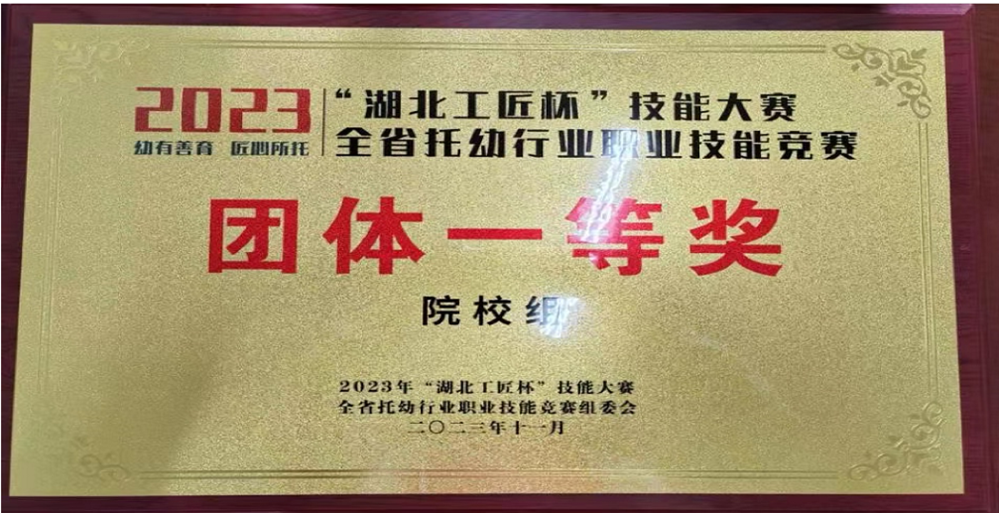 2023
幼有善育 匠心所托
“湖北工匠杯”技能大赛
全省托幼行业职业技能竞赛
团体一等奖
院校组
2023年“湖北工匠杯”技能大赛
全省托幼行业职业技能竞赛组委会
二〇二三年十一月